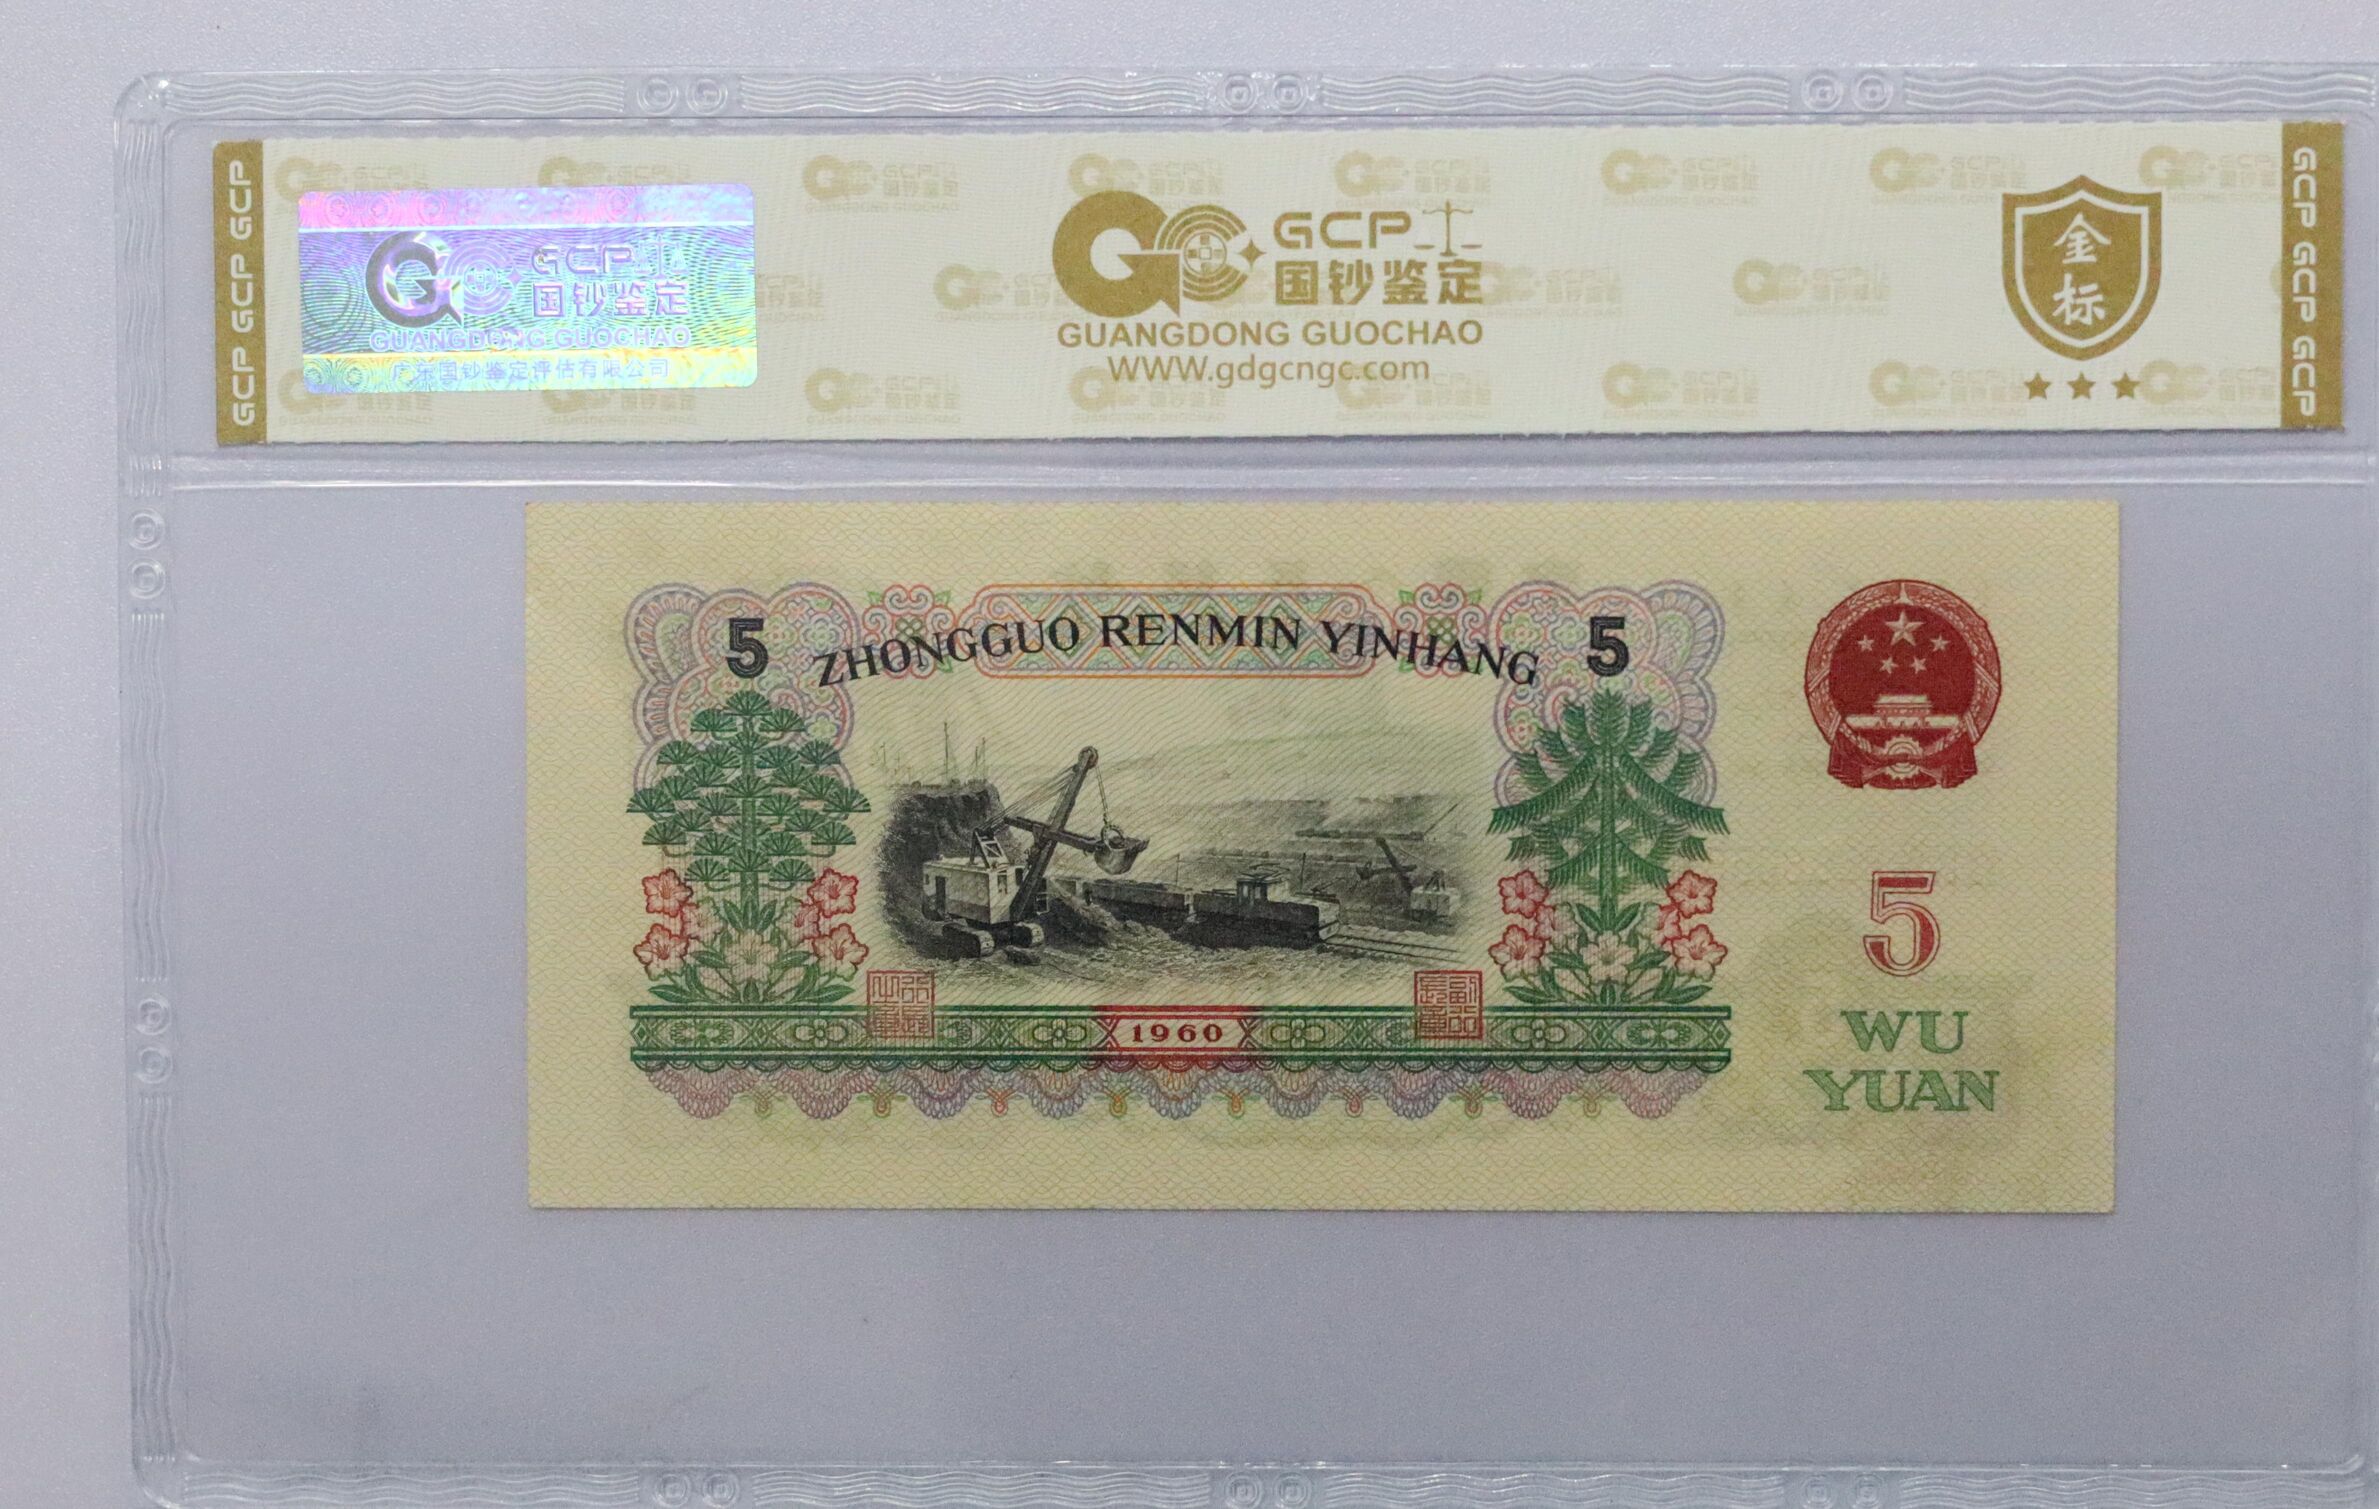 GCP GCP GCP
GCP
国钞鉴定
GUANGDONG GUOCHAO
广东国钞鉴定评估有限公司
GCP
国钞鉴定
GUANGDONG GUOCHAO
WWW.gdgcngc.com
金
标
GCP GCP GCP
5
ZHONGGUO RENMIN YINHANG
5
1960
5
WU
YUAN